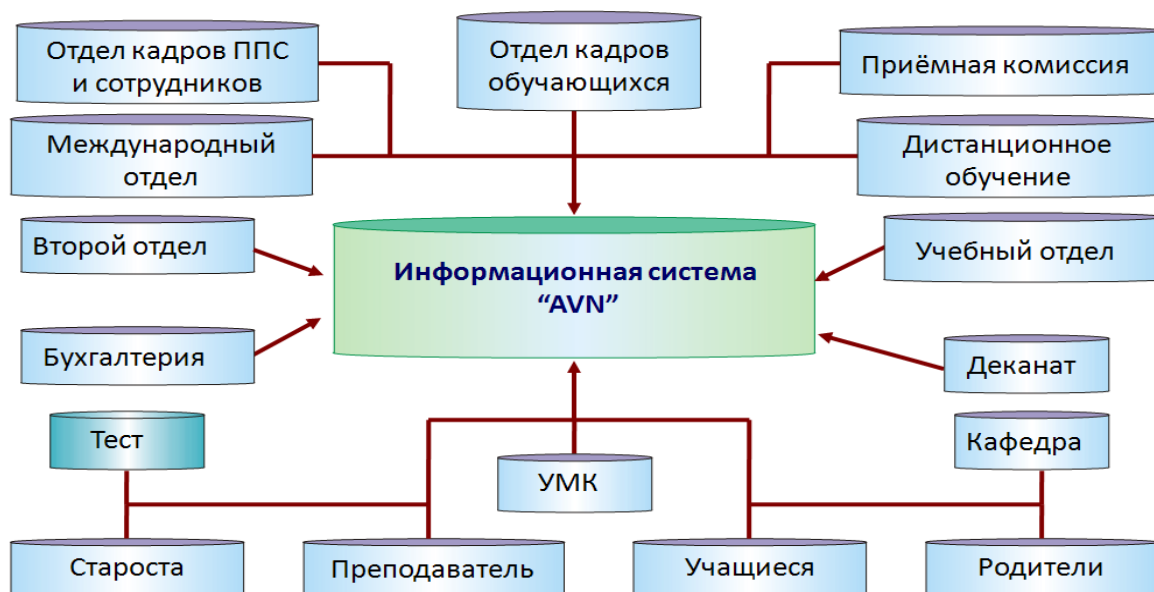 Отдел кадров ППС
и сотрудников
Отдел кадров
обучающихся
Приёмная комиссия
Международный
отдел
Дистанционное
обучение
Второй отдел
Информационная система
“AVN”
Учебный отдел
Бухгалтерия
Деканат
Тест
УМК
Кафедра
Староста
Преподаватель
Учащиеся
Родители